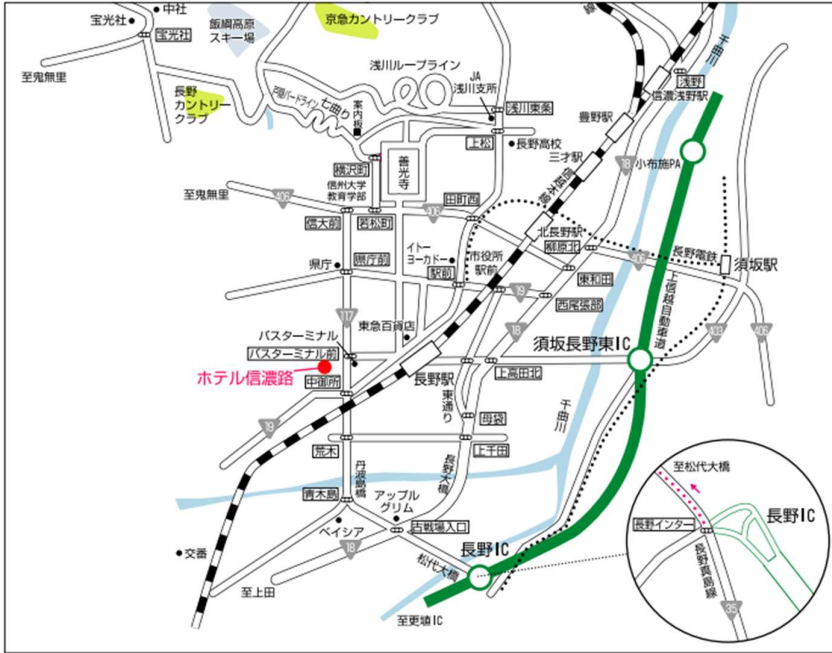 中社
宝光社
宝光社
飯綱高原
スキー場
京急カントリークラブ
至鬼無里
長野
カントリー
クラブ
浅川ループライン
JA
浅川支所
浅川東条
七曲り
案内板
上松
長野高校
横沢町
善光寺
信州大学
教育学部
至鬼無里
406
信大前
若松町
406
田町西
千曲川
浅野
信濃浅野駅
豊野駅
三才駅
18
小布施PA
信越本線
北長野駅
柳原北
406
長野電鉄
須坂駅
県庁
県庁前
イトー
ヨーカドー
駅前
市役所
駅前
東和田
19
西尾張部
上信越自動車道
117
東急百貨店
18
403
406
バスターミナル
バスターミナル前
須坂長野東IC
ホテル信濃路
中御所
長野駅
上高田北
東通り
19
母袋
千曲川
荒木
上千田
丹波島橋
長野大橋
青木島
アップル
グリム
ベイシア
古戦場入口
18
交番
至上田
松代大橋
長野IC
至更埴IC
至松代大橋
長野インター
長野IC
長野真島線
35